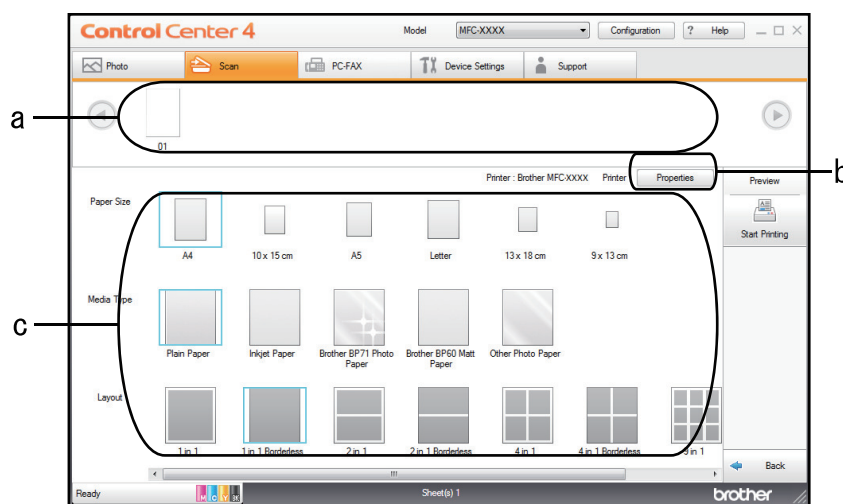 Control Center 4 Model MFC-XXXX Configuration ? Help
Photo Scan PC-FAX Device Settings Support
a
01
Printer : Brother MFC-XXXX Printer Properties Preview
b
Start Printing
Paper Size
A4 10 x 15 cm A5 Letter 13 x 18 cm 9 x 13 cm
Media Type
c
Plain Paper Inkjet Paper Brother BP71 Photo Paper Brother BP60 Matt Paper Other Photo Paper
Layout
1 in 1 1 in 1 Borderless 2 in 1 2 in 1 Borderless 4 in 1 4 in 1 Borderless 9 in 1
Back
Ready M C Y BK Sheet(s) 1 brother